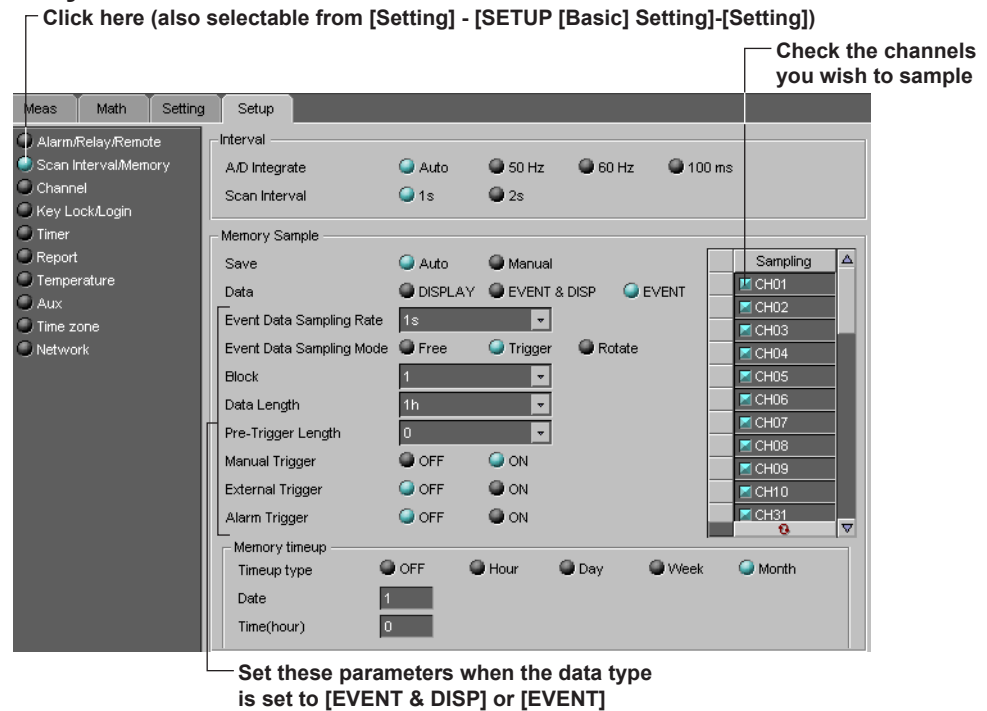 Click here (also selectable from [Setting] - [SETUP [Basic] Setting]-[Setting])
Check the channels
you wish to sample
Meas Math Setting Setup
Alarm/Relay/Remote
Scan Interval/Memory
Channel
Key Lock/Login
Timer
Report
Temperature
Aux
Time zone
Network
Interval
A/D Integrate Auto 50 Hz 60 Hz 100 ms
Scan Interval 1s 2s
Memory Sample
Save Auto Manual
Data DISPLAY EVENT & DISP EVENT
Event Data Sampling Rate 1s
Event Data Sampling Mode Free Trigger Rotate
Block 1
Data Length 1h
Pre-Trigger Length 0
Manual Trigger OFF ON
External Trigger OFF ON
Alarm Trigger OFF ON
Sampling
CH01
CH02
CH03
CH04
CH05
CH06
CH07
CH08
CH09
CH10
CH31
Memory timeup
Timeup type OFF Hour Day Week Month
Date 1
Time(hour) 0
Set these parameters when the data type
is set to [EVENT & DISP] or [EVENT]